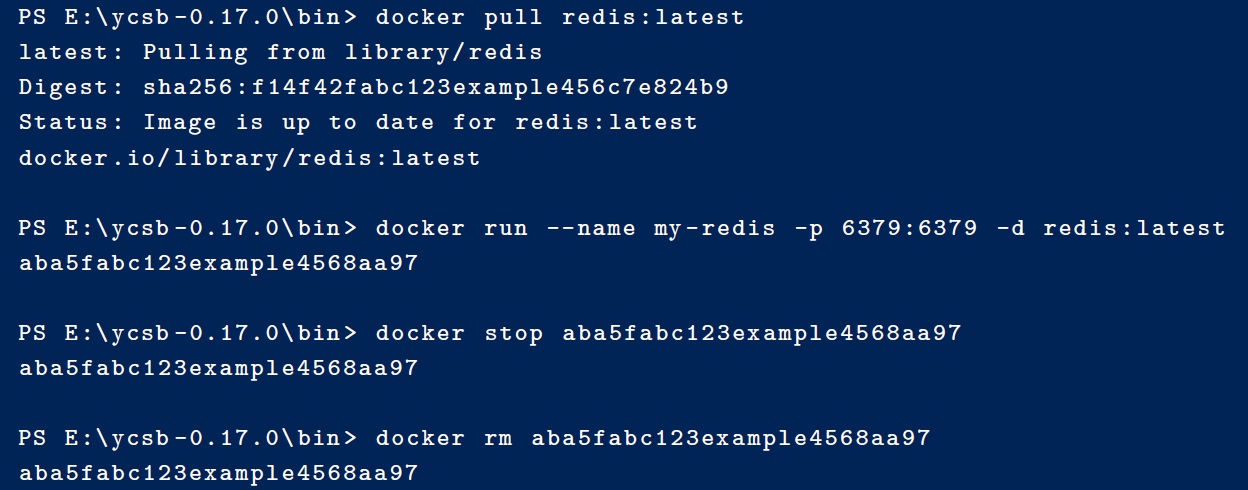 PS E:\ycsb-0.17.0\bin> docker pull redis:latest
latest: Pulling from library/redis
Digest: sha256:f14f42fabc123example456c7e824b9
Status: Image is up to date for redis:latest
docker.io/library/redis:latest
PS E:\ycsb-0.17.0\bin> docker run --name my-redis -p 6379:6379 -d redis:latest
aba5fabc123example4568aa97
PS E:\ycsb-0.17.0\bin> docker stop aba5fabc123example4568aa97
aba5fabc123example4568aa97
PS E:\ycsb-0.17.0\bin> docker rm aba5fabc123example4568aa97
aba5fabc123example4568aa97